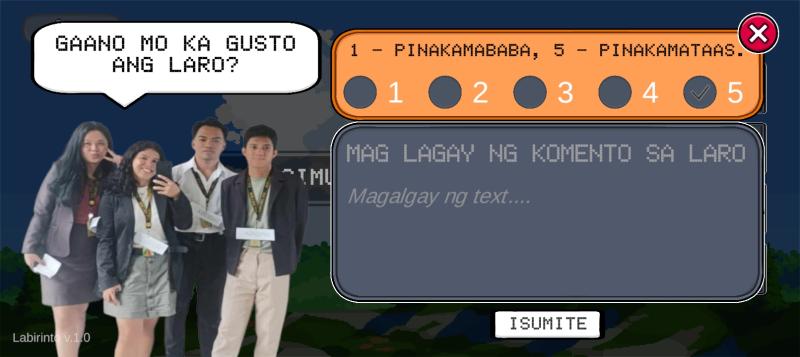 GAANO MO KA GUSTO
ANG LARO?
1 - PINAKAMABABA, 5 - PINAKAMATAAS.
1 2 3 4 5
MAG LAGAY NG KOMENTO SA LARO
Magalgay ng text....
ISUMITE
Labirinto v.1.0